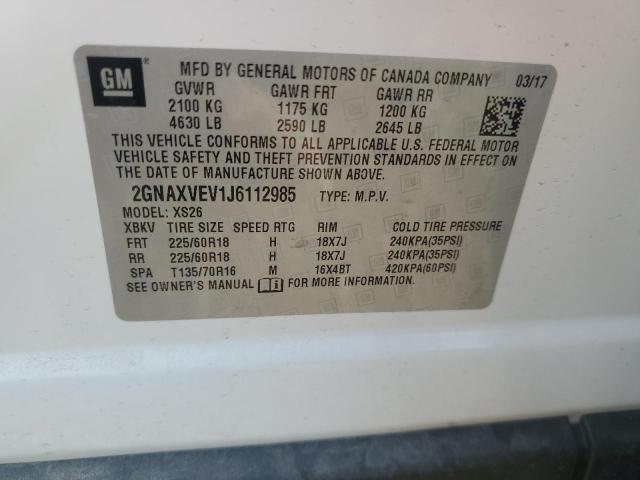 GM
MFD BY GENERAL MOTORS OF CANADA COMPANY 03/17
GVWR GAWR FRT GAWR RR
2100 KG 1175 KG 1200 KG
4630 LB 2590 LB 2645 LB
THIS VEHICLE CONFORMS TO ALL APPLICABLE U.S. FEDERAL MOTOR
VEHICLE SAFETY AND THEFT PREVENTION STANDARDS IN EFFECT ON
THE DATE OF MANUFACTURE SHOWN ABOVE.
2GNAXVEV1J6112985 TYPE: M.P.V.
MODEL: XS26
XBKV TIRE SIZE SPEED RTG RIM COLD TIRE PRESSURE
FRT 225/60R18 H 18X7J 240KPA(35PSI)
RR 225/60R18 H 18X7J 240KPA(35PSI)
SPA T135/70R16 M 16X4BT 420KPA(60PSI)
SEE OWNER'S MANUAL FOR MORE INFORMATION.